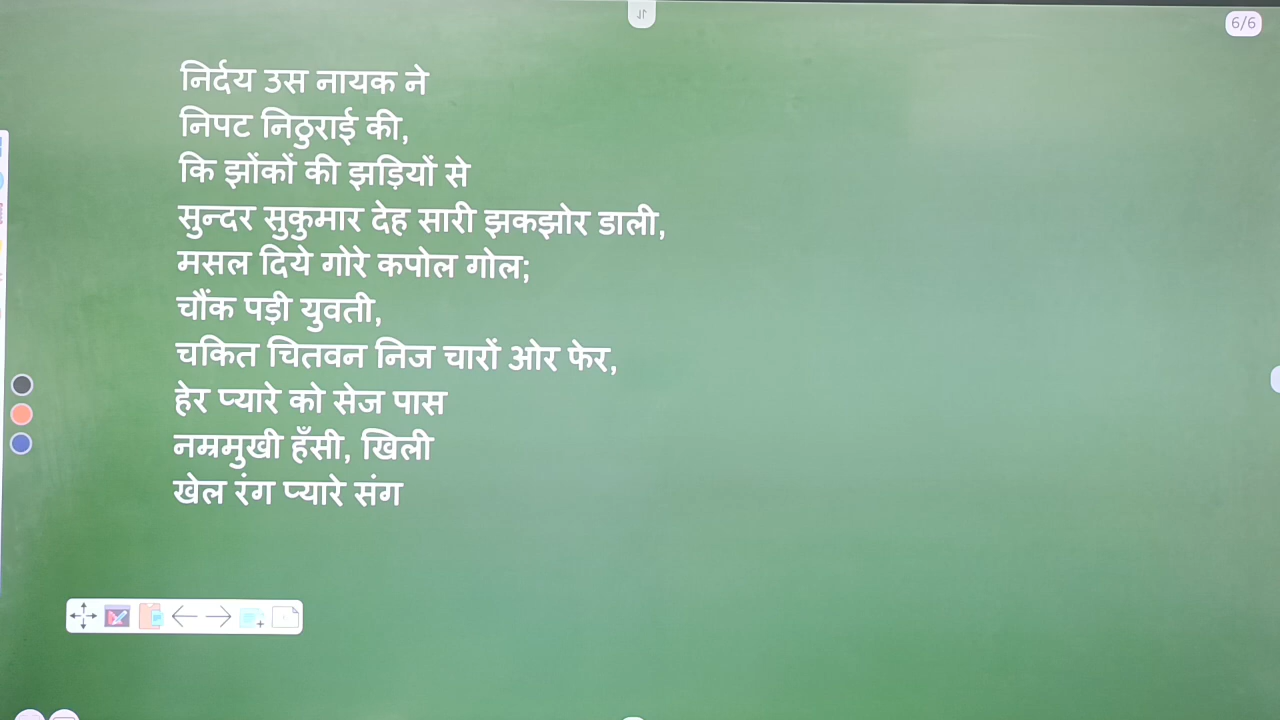 6/6
निर्दय उस नायक ने
निपट निठुराई की,
कि झोंकों की झड़ियों से
सुन्दर सुकुमार देह सारी झकझोर डाली,
मसल दिये गोरे कपोल गोल;
चौंक पड़ी युवती,
चकित चितवन निज चारों ओर फेर,
हेर प्यारे को सेज पास
नम्रमुखी हँसी, खिली
खेल रंग प्यारे संग